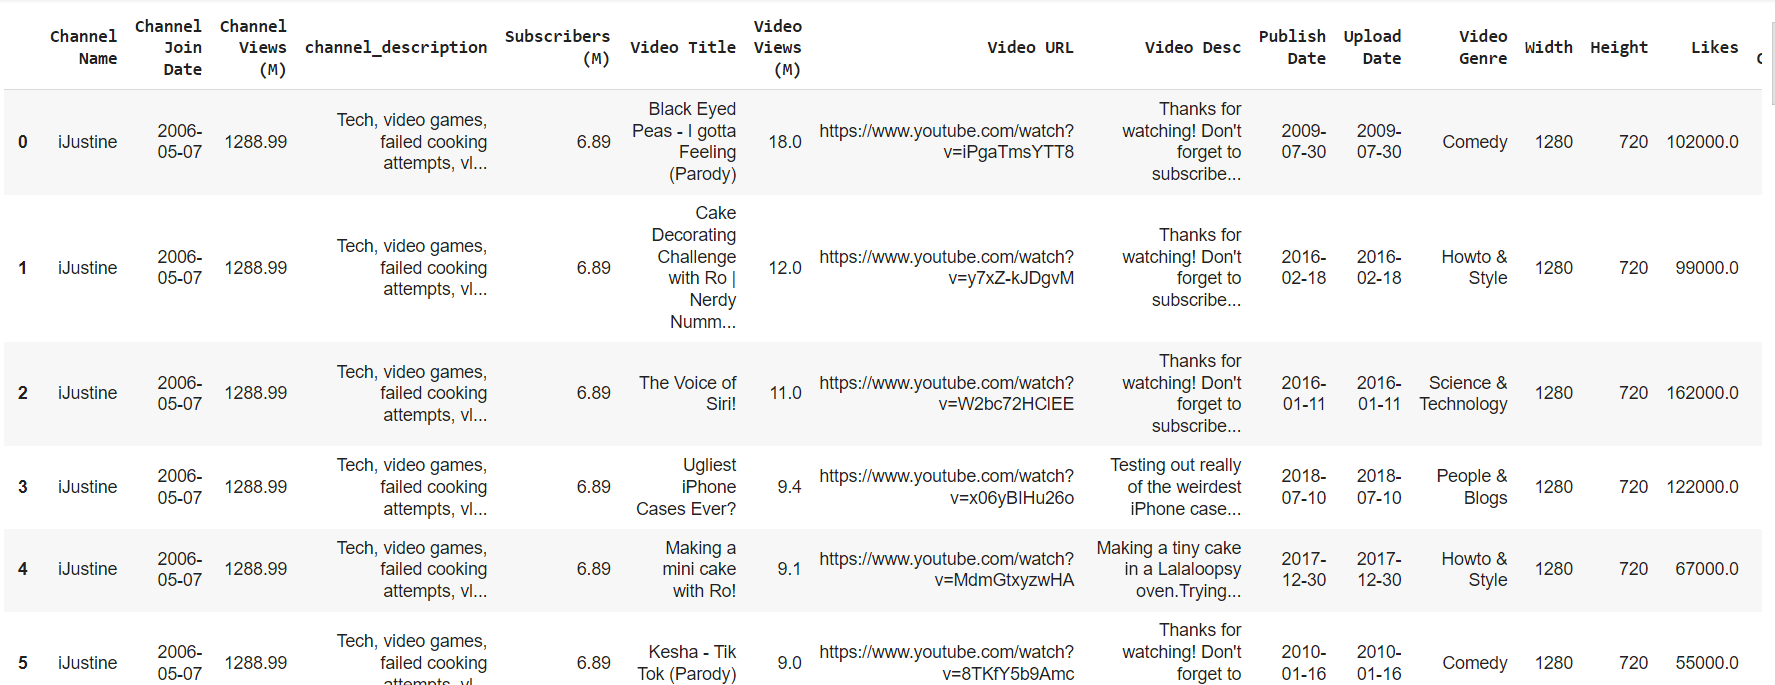 Channel Name Channel Join Date Channel Views (M) channel_description Subscribers (M) Video Title Video Views (M) Video URL Video Desc Publish Date Upload Date Video Genre Width Height Likes
0 iJustine 2006-05-07 1288.99 Tech, video games, failed cooking attempts, vl... 6.89 Black Eyed Peas - I gotta Feeling (Parody) 18.0 https://www.youtube.com/watch?v=iPgaTmsYTT8 Thanks for watching! Don't forget to subscribe... 2009-07-30 2009-07-30 Comedy 1280 720 102000.0
1 iJustine 2006-05-07 1288.99 Tech, video games, failed cooking attempts, vl... 6.89 Cake Decorating Challenge with Ro | Nerdy Numm... 12.0 https://www.youtube.com/watch?v=y7xZ-kJDgvM Thanks for watching! Don't forget to subscribe... 2016-02-18 2016-02-18 Howto & Style 1280 720 99000.0
2 iJustine 2006-05-07 1288.99 Tech, video games, failed cooking attempts, vl... 6.89 The Voice of Siri! 11.0 https://www.youtube.com/watch?v=W2bc72HClEE Thanks for watching! Don't forget to subscribe... 2016-01-11 2016-01-11 Science & Technology 1280 720 162000.0
3 iJustine 2006-05-07 1288.99 Tech, video games, failed cooking attempts, vl... 6.89 Ugliest iPhone Cases Ever? 9.4 https://www.youtube.com/watch?v=x06yBIHu26o Testing out really of the weirdest iPhone case... 2018-07-10 2018-07-10 People & Blogs 1280 720 122000.0
4 iJustine 2006-05-07 1288.99 Tech, video games, failed cooking attempts, vl... 6.89 Making a mini cake with Ro! 9.1 https://www.youtube.com/watch?v=MdmGtxyzwHA Making a tiny cake in a Lalaloopsy oven.Trying... 2017-12-30 2017-12-30 Howto & Style 1280 720 67000.0
5 iJustine 2006-05-07 1288.99 Tech, video games, failed cooking attempts, vl... 6.89 Kesha - Tik Tok (Parody) 9.0 https://www.youtube.com/watch?v=8TKfY5b9Amc Thanks for watching! Don't forget to 2010-01-16 2010-01-16 Comedy 1280 720 55000.0